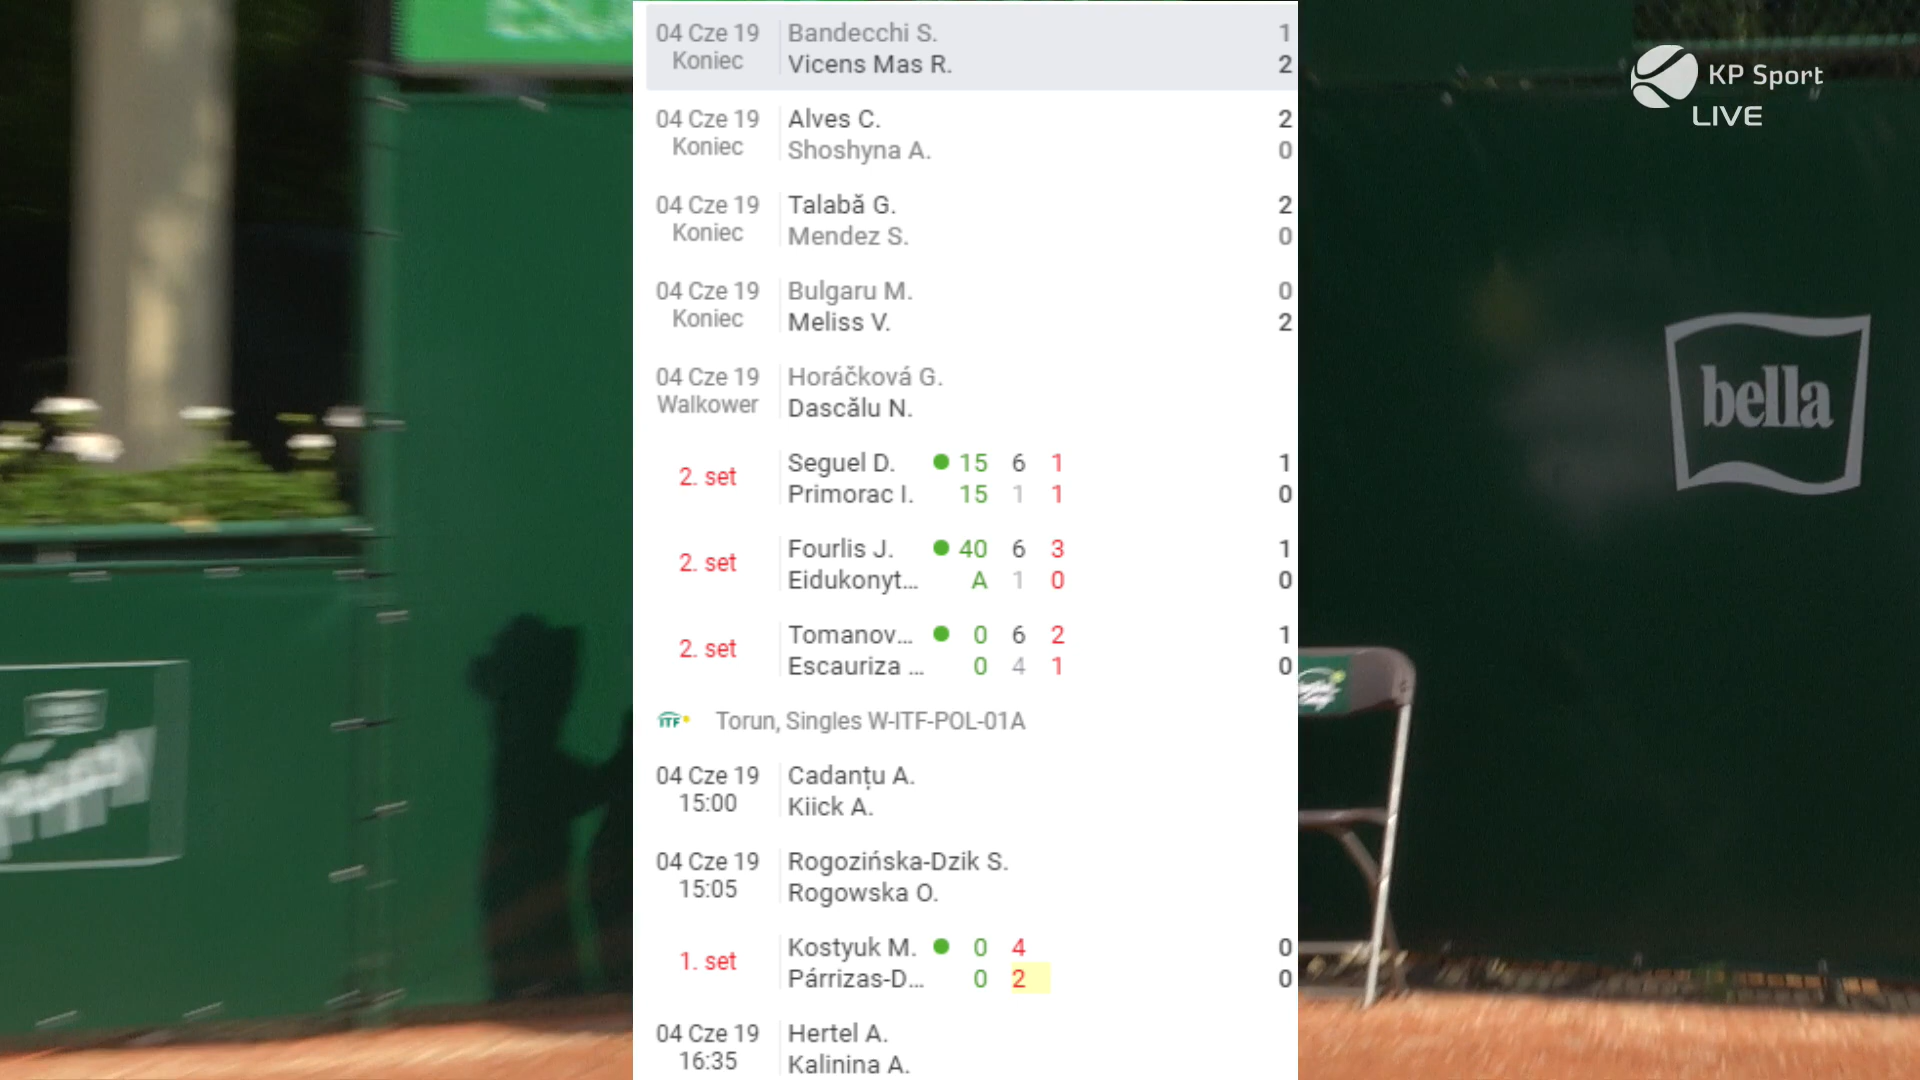 04 Cze 19 Bandecchi S. 1
Koniec Vicens Mas R. 2
04 Cze 19 Alves C. 2
Koniec Shoshyna A. 0
04 Cze 19 Talabă G. 2
Koniec Mendez S. 0
04 Cze 19 Bulgaru M. 0
Koniec Meliss V. 2
04 Cze 19 Horáčková G.
Walkower Dascălu N.
2. set
Seguel D. 15 6 1 1
Primorac I. 15 1 1 0
2. set
Fourlis J. 40 6 3 1
Eidukonyt... A 1 0 0
2. set
Tomanov... 0 6 2 1
Escauriza ... 0 4 1 0
ITF Torun, Singles W-ITF-POL-01A
04 Cze 19 Cadanțu A.
15:00 Kiick A.
04 Cze 19 Rogozińska-Dzik S.
15:05 Rogowska O.
1. set
Kostyuk M. 0 4 0
Párrizas-D... 0 2 0
04 Cze 19 Hertel A.
16:35 Kalinina A.
KP Sport
LIVE
bella